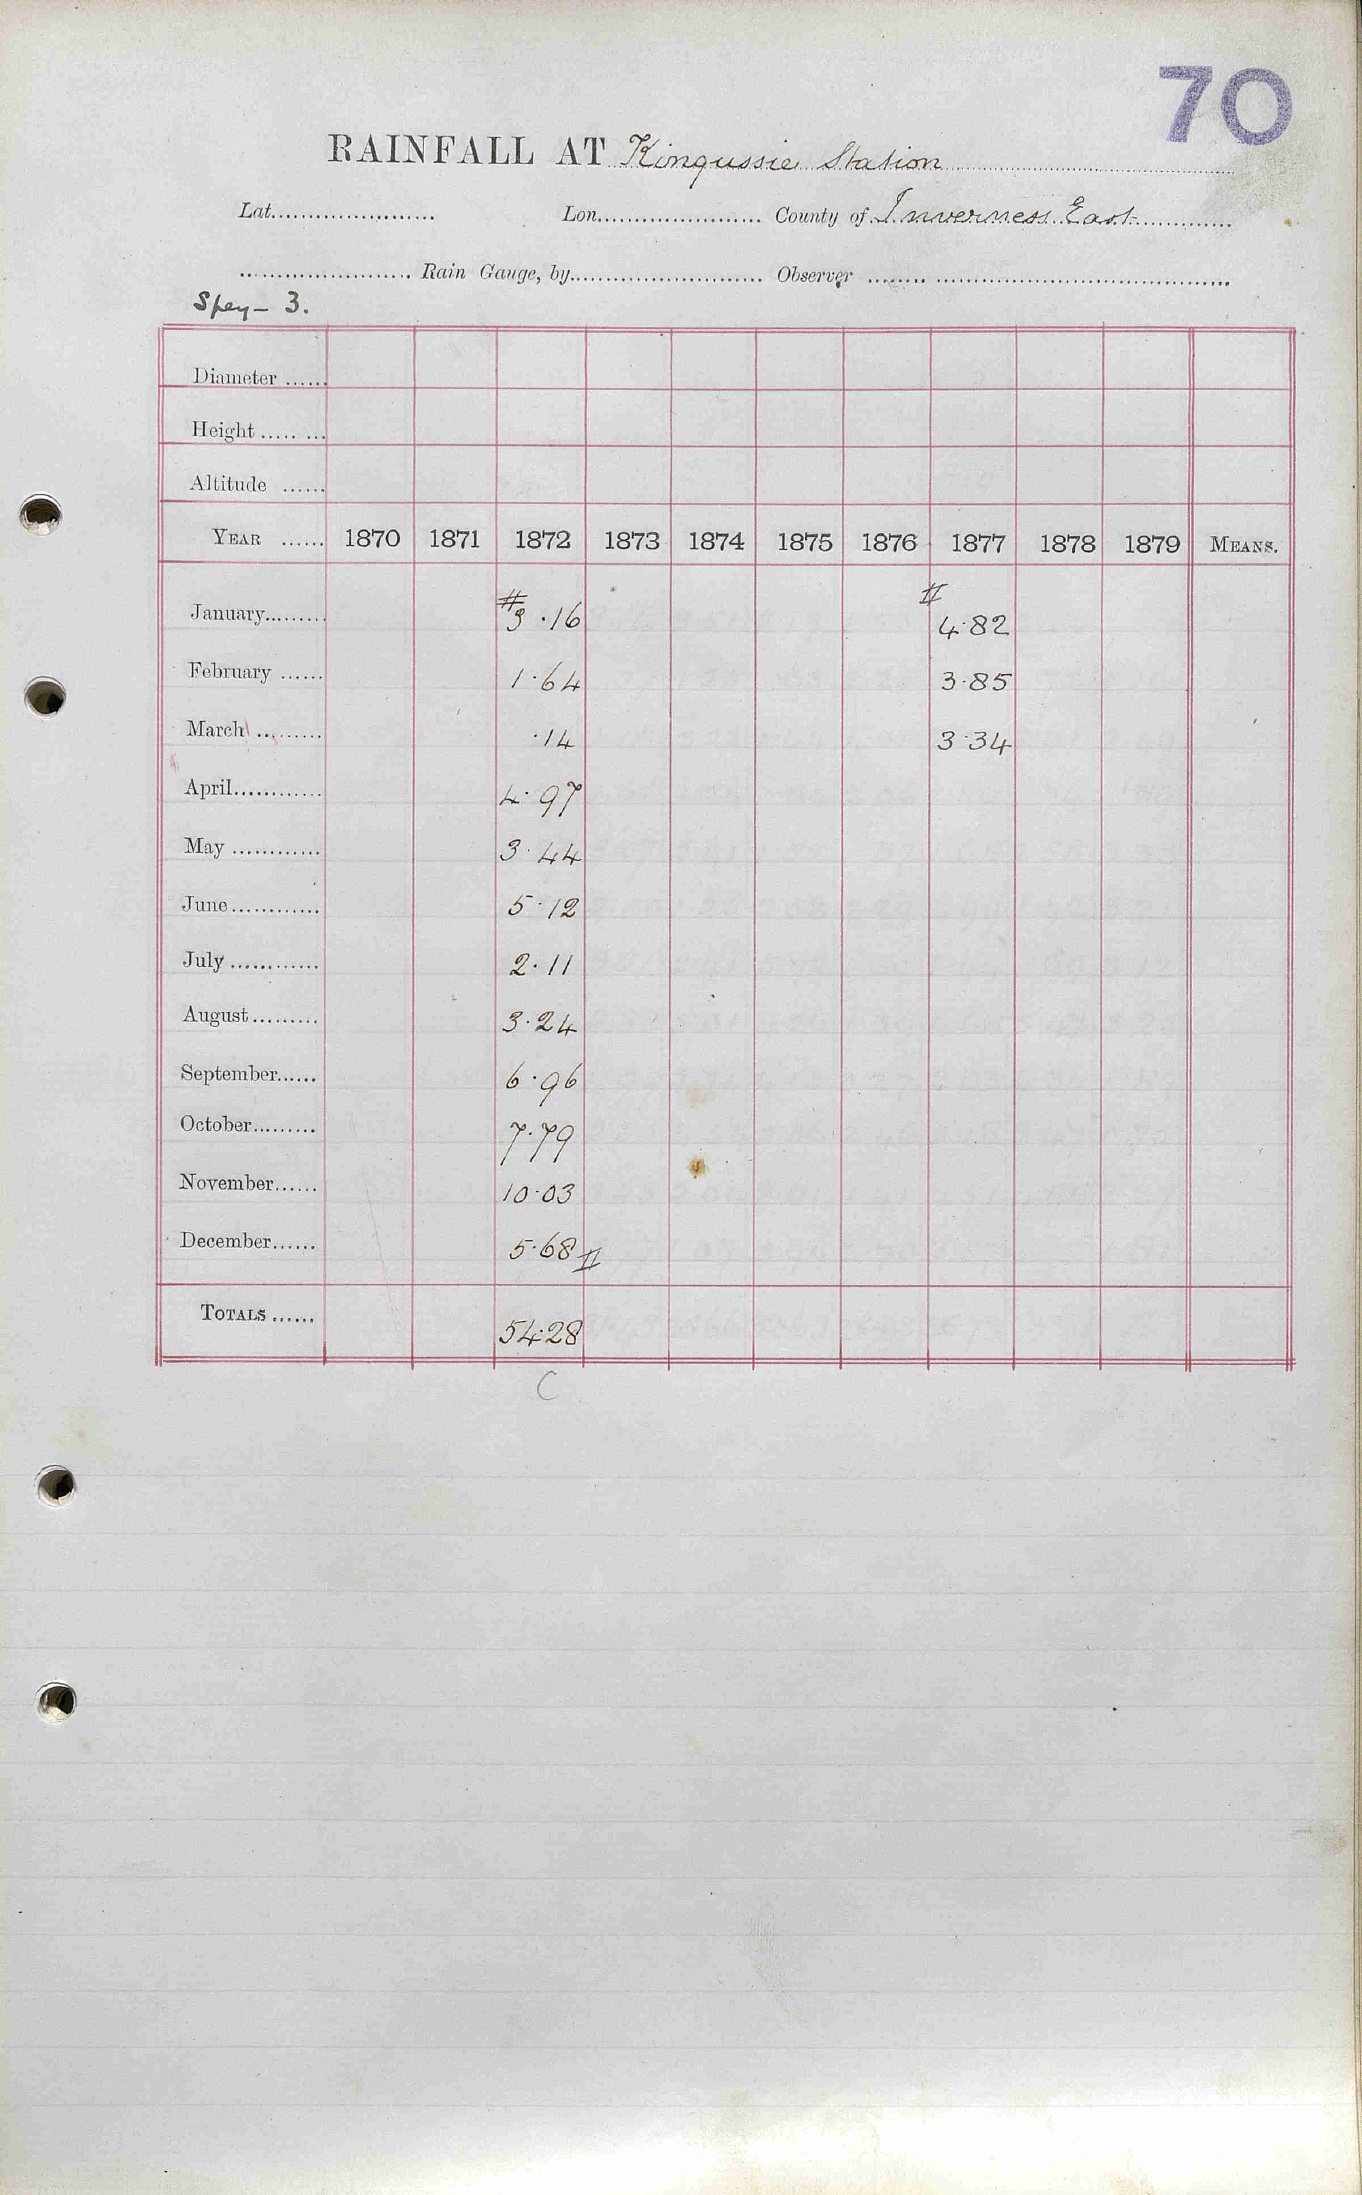 70
RAINFALL AT Kingussie Station
Lat...................... Lon...................... County of Inverness East
....................... Rain Gauge, by.......................... Observer ........
Spey - 3.
Diameter ......
Height ..... ...
Altitude ......
YEAR ...... 1870 1871 1872 1873 1874 1875 1876 1877 1878 1879 MEANS.
January......... 3.16 4.82
February ...... 1.64 3.85
March ......... .14 3.34
April............ 4.97
May ............ 3.44
June............ 5.12
July ............ 2.11
August......... 3.24
September...... 6.96
October......... 7.79
November...... 10.03
December...... 5.68 II
TOTALS ...... 54.28
C